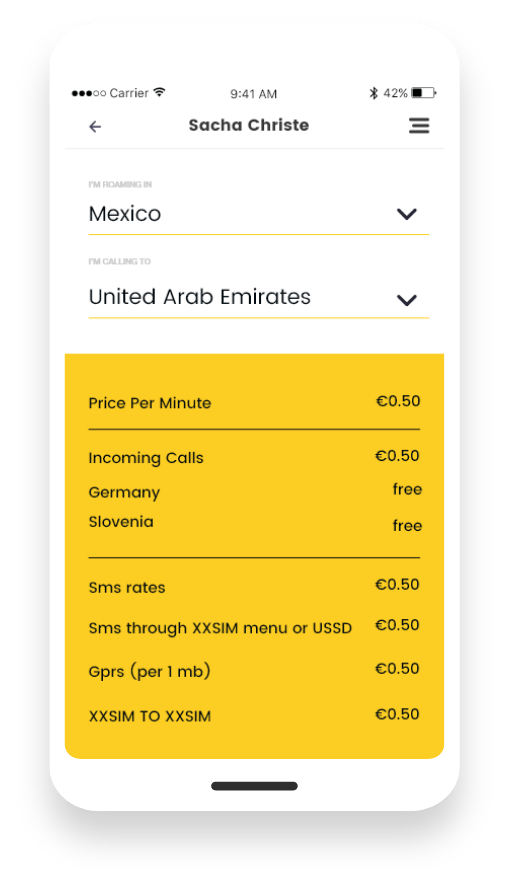 Carrier 9:41 AM 42%
Sacha Christe
I'M ROAMING IN
Mexico
I'M CALLING TO
United Arab Emirates
Price Per Minute €0.50
Incoming Calls €0.50
Germany free
Slovenia free
Sms rates €0.50
Sms through XXSIM menu or USSD €0.50
Gprs (per 1 mb) €0.50
XXSIM TO XXSIM €0.50